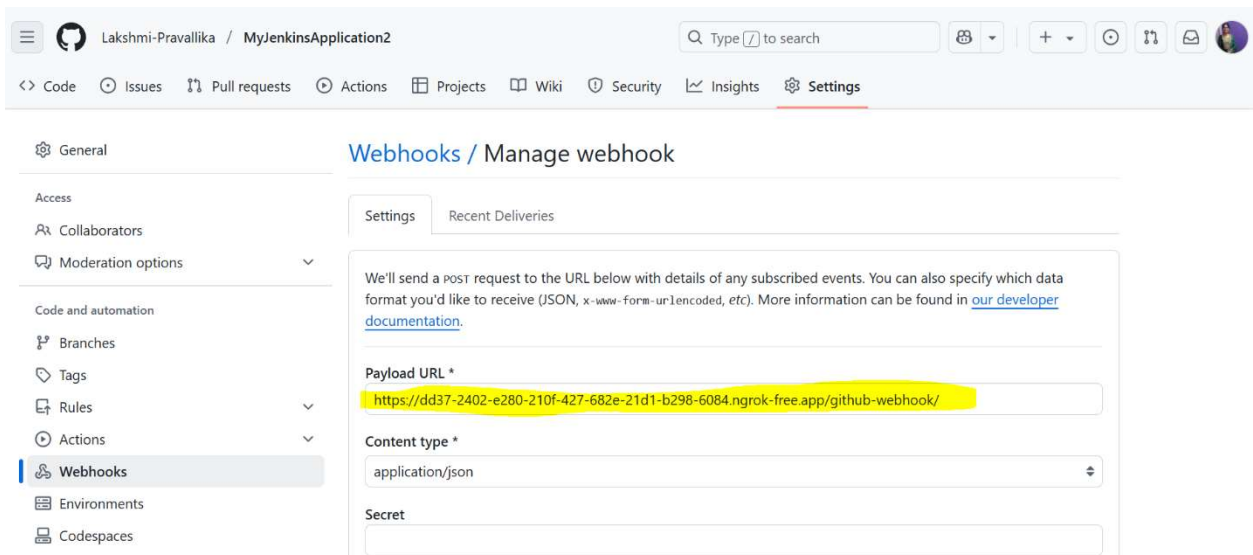 Lakshmi-Pravallika / MyJenkinsApplication2
Type / to search
<> Code Issues Pull requests Actions Projects Wiki Security Insights Settings
General
Access
Collaborators
Moderation options
Code and automation
Branches
Tags
Rules
Actions
Webhooks
Environments
Codespaces
Webhooks / Manage webhook
Settings Recent Deliveries
We'll send a POST request to the URL below with details of any subscribed events. You can also specify which data
format you'd like to receive (JSON, x-www-form-urlencoded, etc). More information can be found in our developer
documentation.
Payload URL *
https://dd37-2402-e280-210f-427-682e-21d1-b298-6084.ngrok-free.app/github-webhook/
Content type *
application/json
Secret